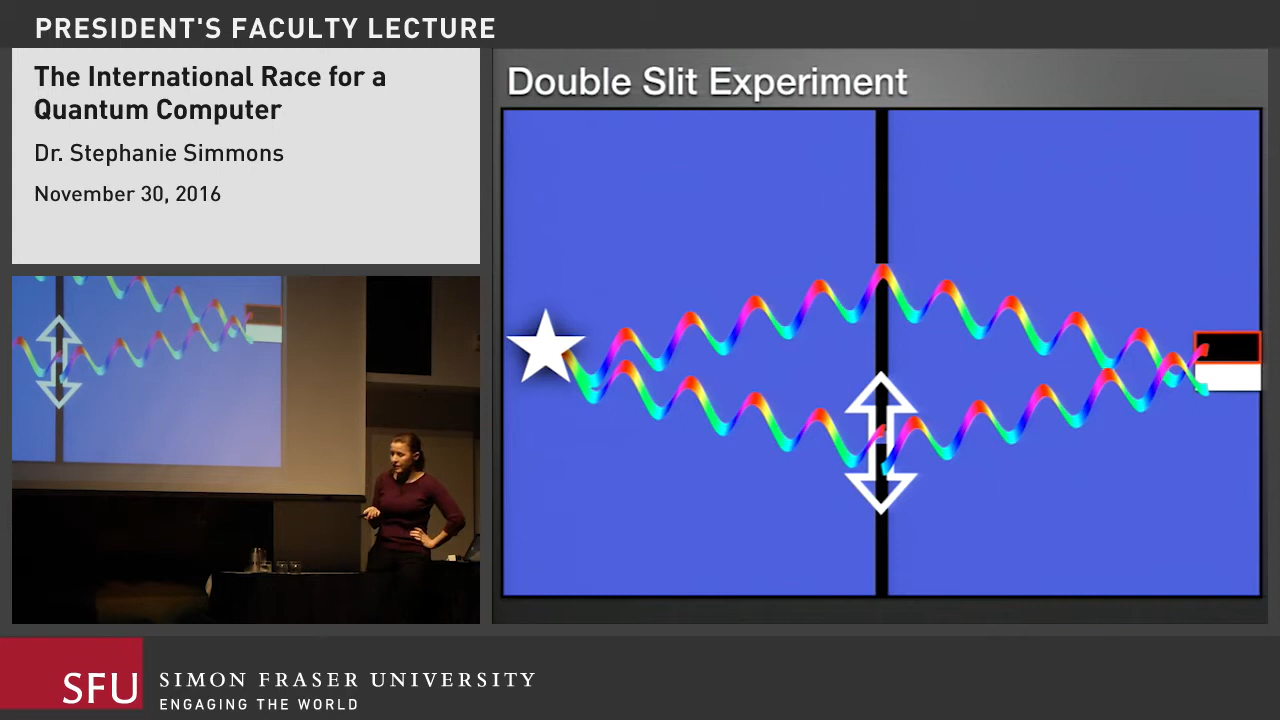 PRESIDENT'S FACULTY LECTURE
The International Race for a
Quantum Computer
Dr. Stephanie Simmons
November 30, 2016
Double Slit Experiment
SFU
SIMON FRASER UNIVERSITY
ENGAGING THE WORLD